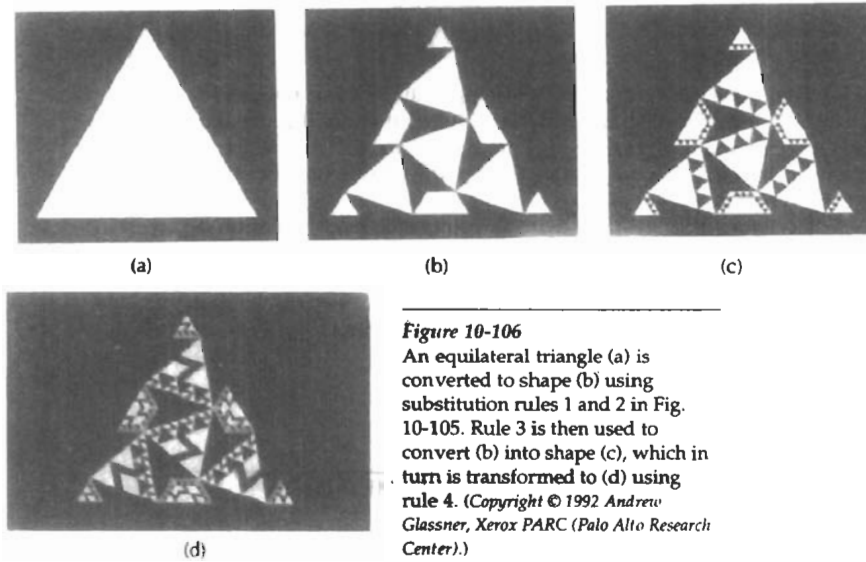 (a)
(b)
(c)
(d)
Figure 10-106
An equilateral triangle (a) is
converted to shape (b) using
substitution rules 1 and 2 in Fig.
10-105. Rule 3 is then used to
convert (b) into shape (c), which in
turn is transformed to (d) using
rule 4. (Copyright © 1992 Andrew
Glassner, Xerox PARC (Palo Alto Research
Center).)